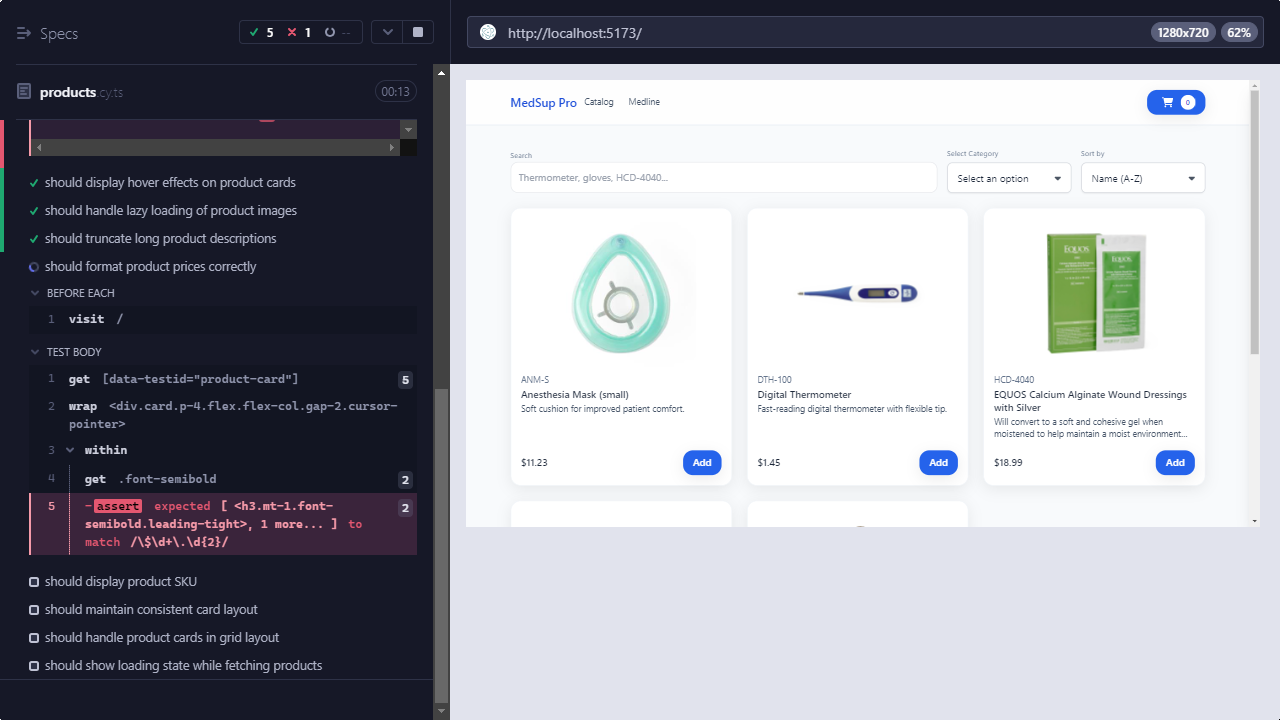 Specs
5
1
--
http://localhost:5173/
1280x720
62%
products.cy.ts
00:13
should display hover effects on product cards
should handle lazy loading of product images
should truncate long product descriptions
should format product prices correctly
BEFORE EACH
1 visit /
TEST BODY
1 get [data-testid="product-card"] 5
2 wrap <div.card.p-4.flex.flex-col.gap-2.cursor-
pointer>
3 within
4 get .font-semibold 2
5 -assert expected [ <h3.mt-1.font- 2
semibold.leading-tight>, 1 more... ] to
match /\$\d+\.\d{2}/
should display product SKU
should maintain consistent card layout
should handle product cards in grid layout
should show loading state while fetching products
MedSup Pro Catalog Medline
0
Search
Thermometer, gloves, HCD-4040...
Select Category
Select an option
Sort by
Name (A-Z)
ANM-S
Anesthesia Mask (small)
Soft cushion for improved patient comfort.
$11.23 Add
DTH-100
Digital Thermometer
Fast-reading digital thermometer with flexible tip.
$1.45 Add
EQUOS
EQUOS
HCD-4040
EQUOS Calcium Alginate Wound Dressings
with Silver
Will convert to a soft and cohesive gel when
moistened to help maintain a moist environment...
$18.99 Add